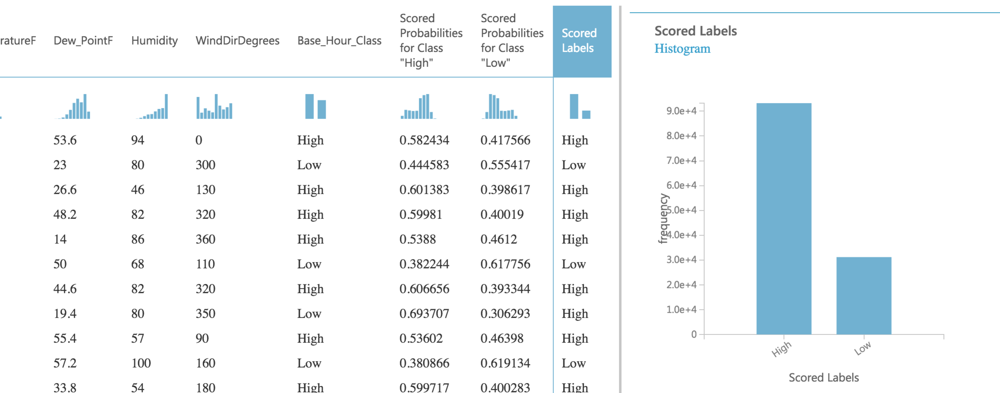 ratureF Dew_PointF Humidity WindDirDegrees Base_Hour_Class Scored Probabilities for Class "High" Scored Probabilities for Class "Low" Scored Labels
53.6 94 0 High 0.582434 0.417566 High
23 80 300 Low 0.444583 0.555417 Low
26.6 46 130 High 0.601383 0.398617 High
48.2 82 320 High 0.59981 0.40019 High
14 86 360 High 0.5388 0.4612 High
50 68 110 Low 0.382244 0.617756 Low
44.6 82 320 High 0.606656 0.393344 High
19.4 80 350 Low 0.693707 0.306293 High
55.4 57 90 High 0.53602 0.46398 High
57.2 100 160 Low 0.380866 0.619134 Low
33.8 54 180 High 0.599717 0.400283 High
Scored Labels
Histogram
9.0e+4
8.0e+4
7.0e+4
6.0e+4
5.0e+4
4.0e+4
3.0e+4
2.0e+4
1.0e+4
0
frequency
High Low
Scored Labels